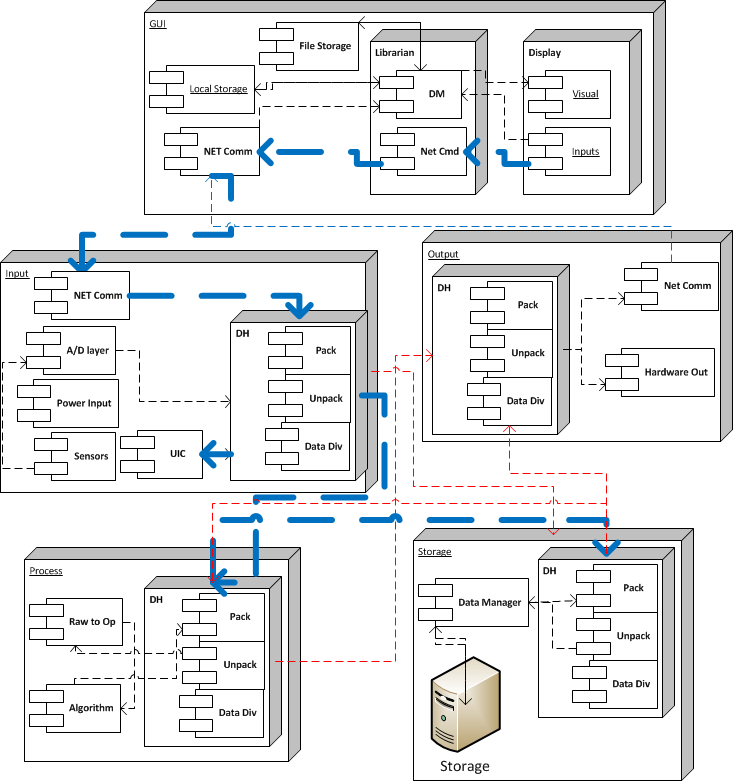 GUI
File Storage
Librarian
Display
Local Storage
DM
Visual
NET Comm
Net Cmd
Inputs
Input
NET Comm
DH
Pack
A/D layer
Power Input
Unpack
Sensors
UIC
Data Div
Output
DH
Pack
Net Comm
Unpack
Hardware Out
Data Div
Process
DH
Raw to Op
Pack
Unpack
Algorithm
Data Div
Storage
DH
Data Manager
Pack
Unpack
Data Div
Storage